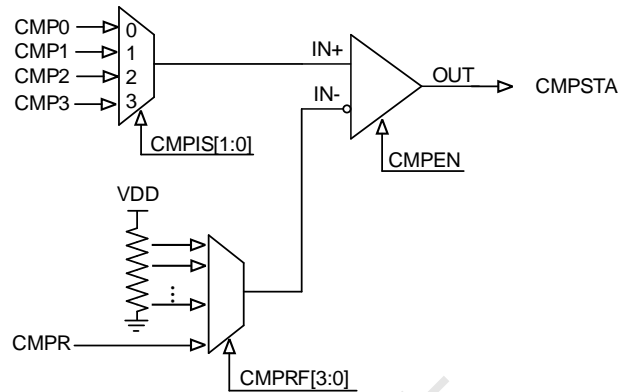 CMP0
0
CMP1
1
CMP2
2
CMP3
3
CMPIS[1:0]
IN+
IN-
OUT
CMPSTA
CMPEN
VDD
CMPR
CMPRF[3:0]